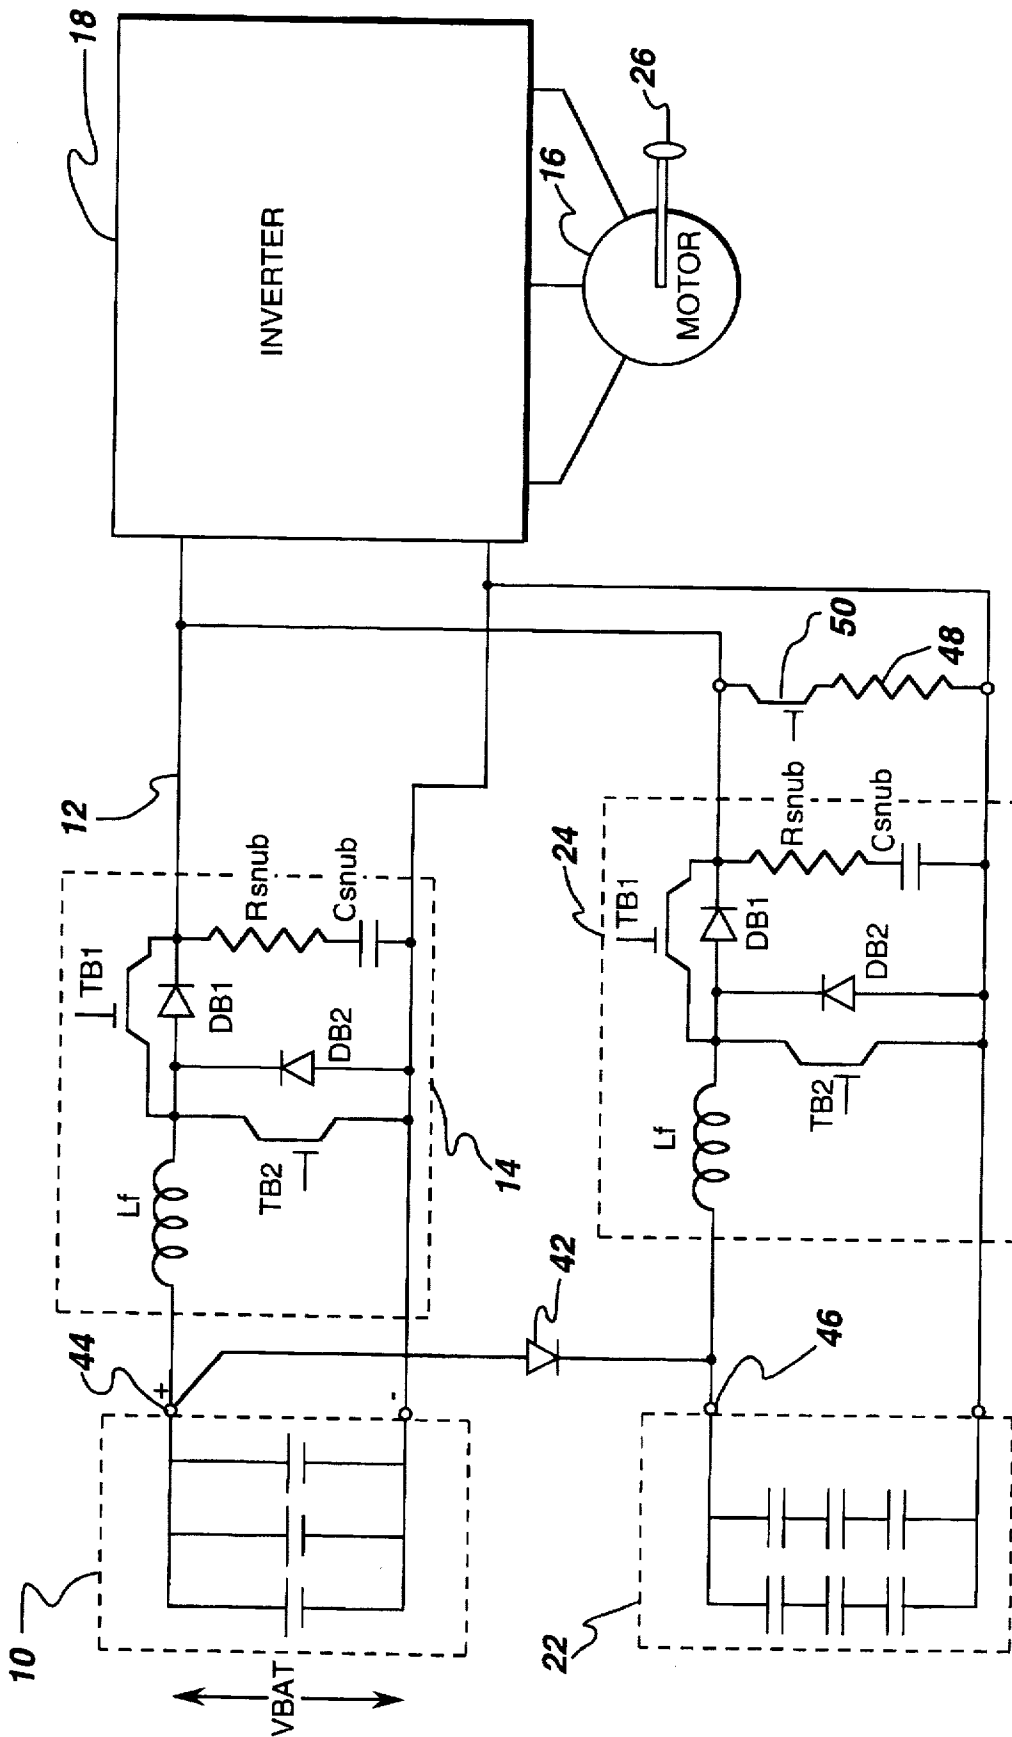 18
INVERTER
26
16
MOTOR
12
50
48
Rsnub
Csnub
TB1
DB1
DB2
TB2
Lf
14
24
TB1
Rsnub
Csnub
DB1
DB2
TB2
Lf
42
44
+
-
46
10
VBAT
22